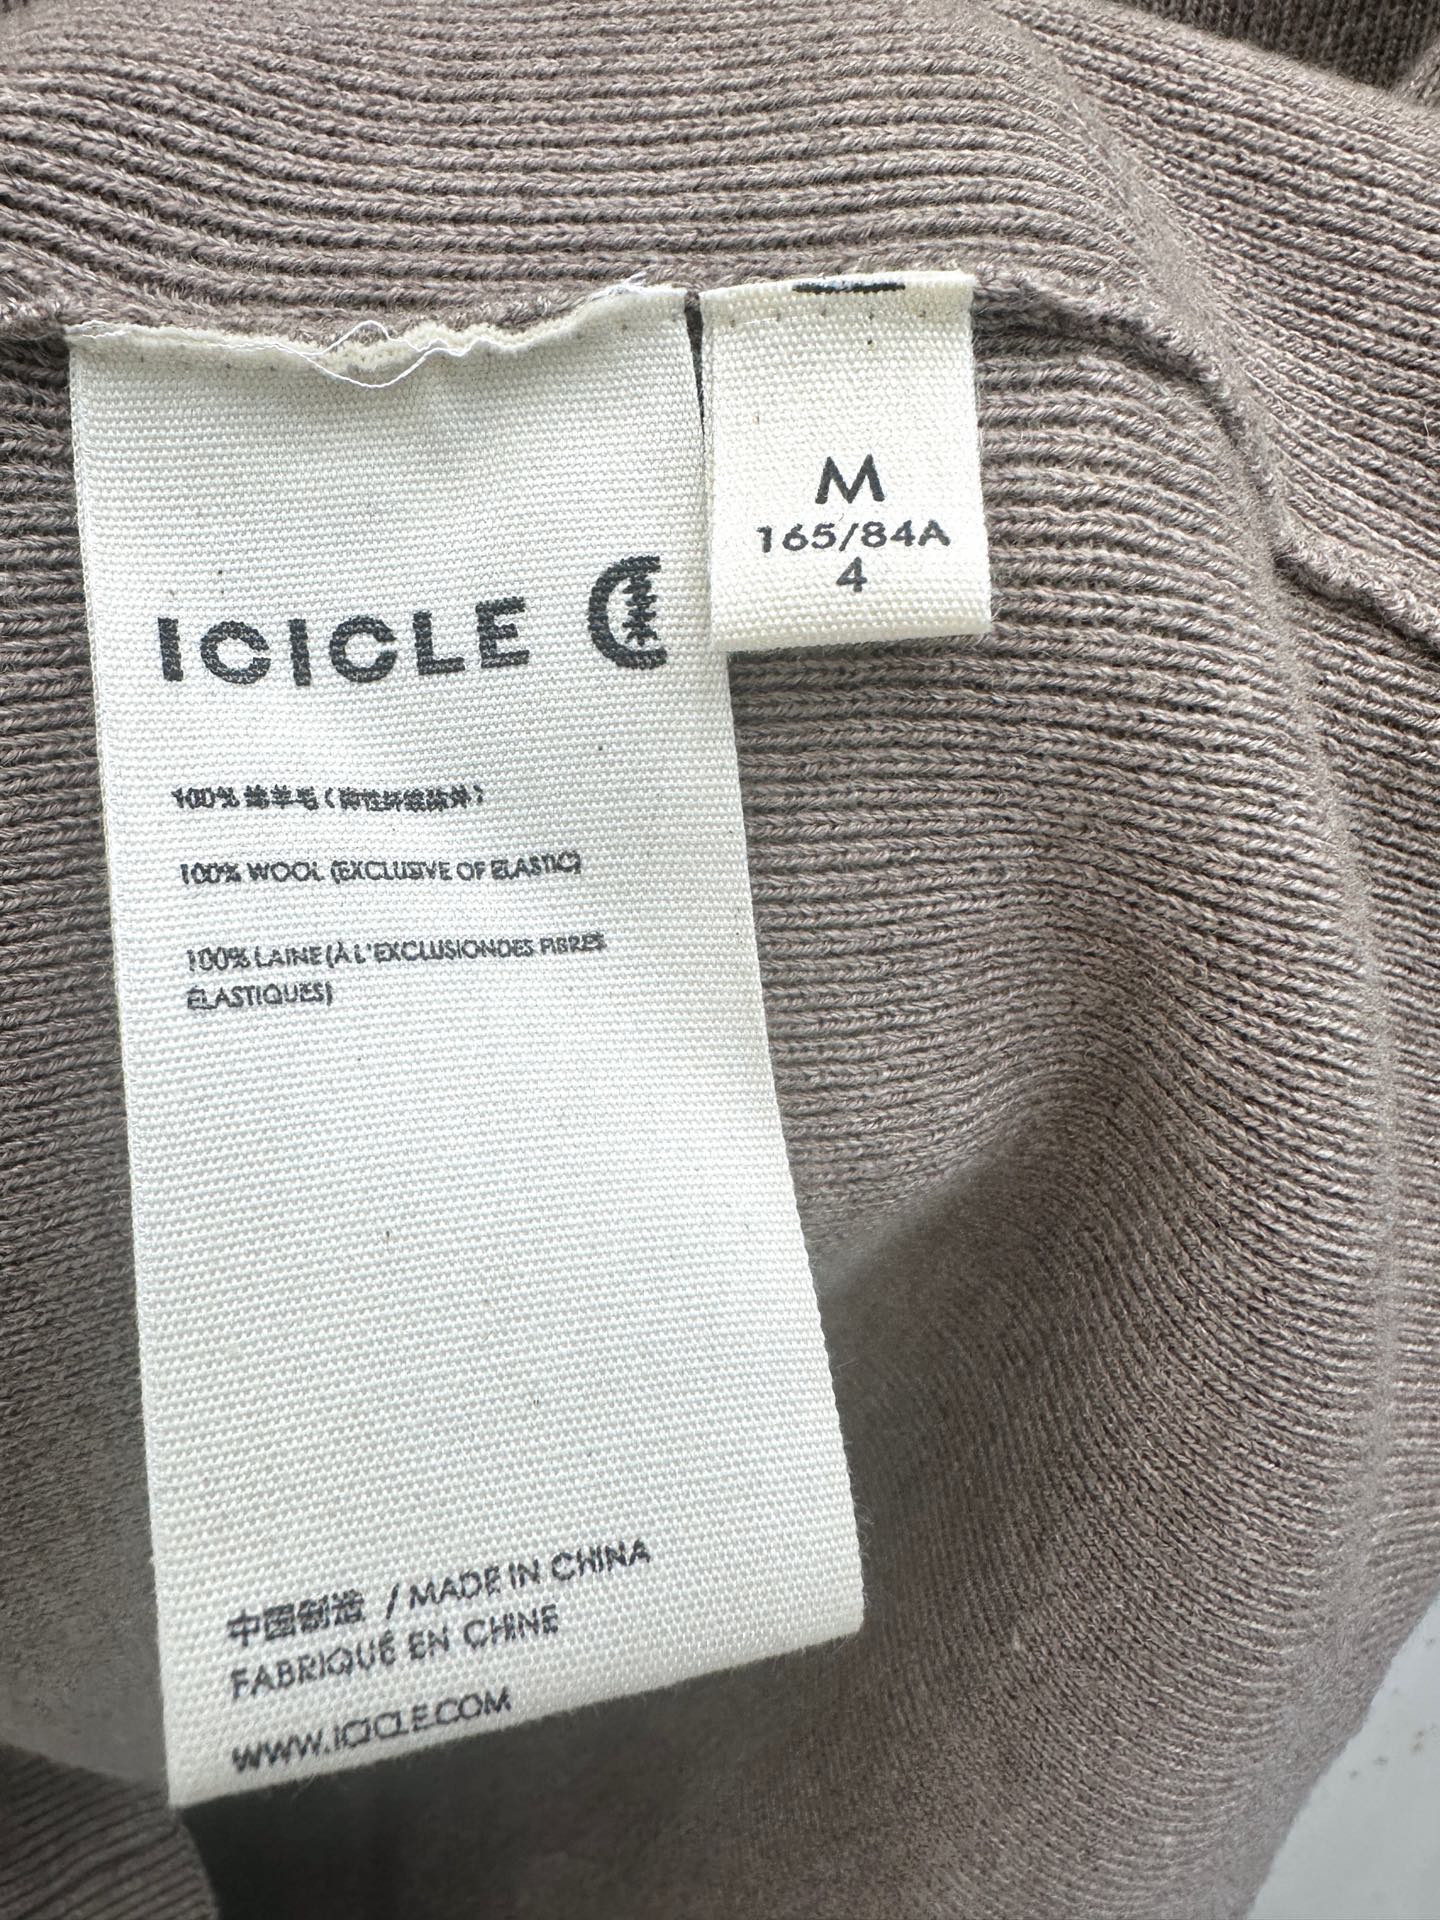 M
165/84A
4
ICICLE
100% 绵羊毛（弹性纤维除外）
100% WOOL (EXCLUSIVE OF ELASTIC)
100% LAINE (À L'EXCLUSIONDES FIBRES
ÉLASTIQUES)
中国制造 / MADE IN CHINA
FABRIQUÉ EN CHINE
WWW.ICICLE.COM